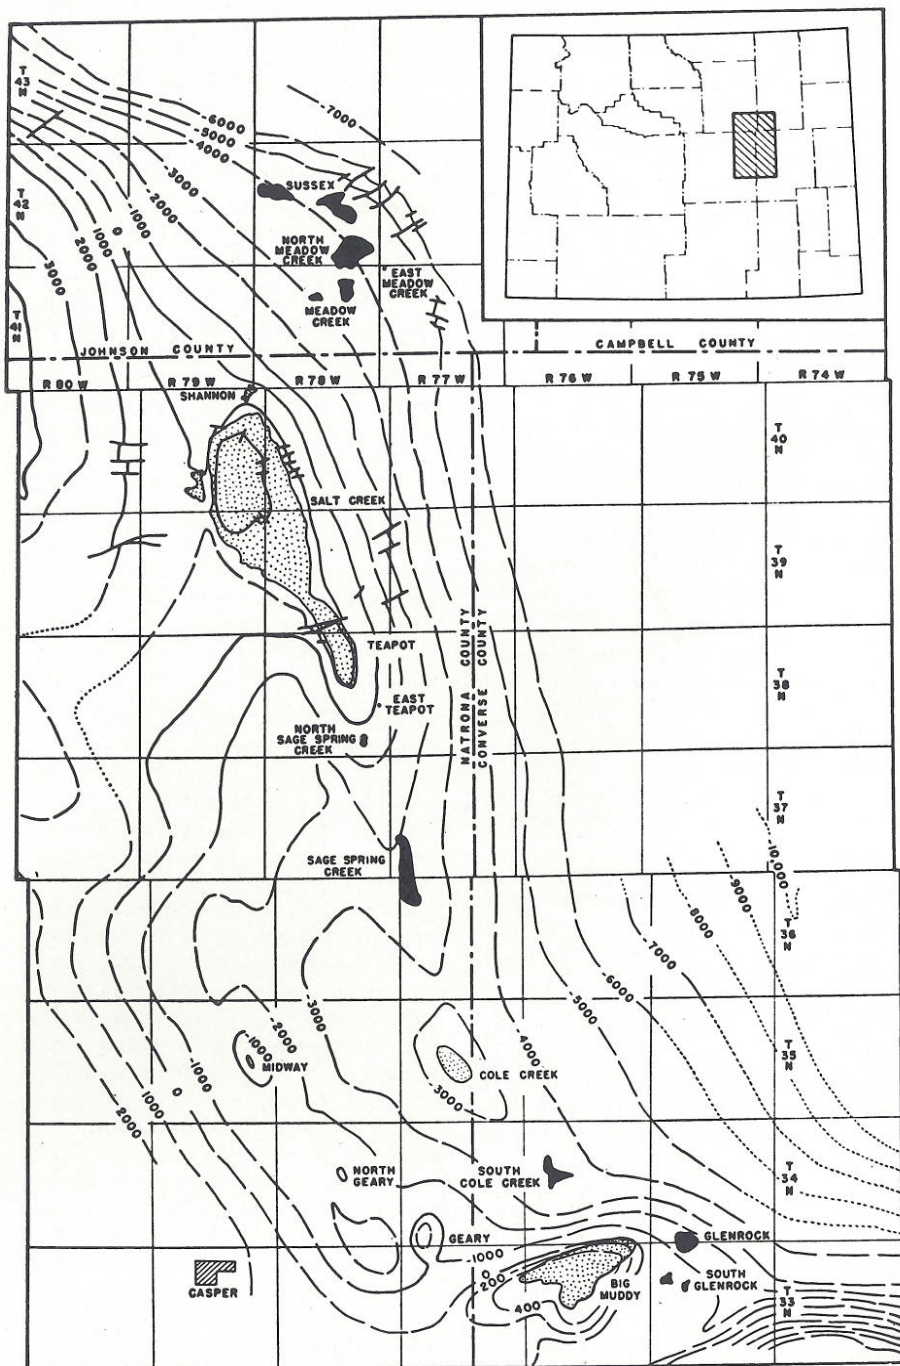 T
43
N
-7000
-6000
-5000
-4000
-3000
-2000
-1000
0
1000
2000
3000
SUSSEX
T
42
N
NORTH
MEADOW
CREEK
EAST
MEADOW
CREEK
MEADOW
CREEK
T
41
N
JOHNSON COUNTY
CAMPBELL COUNTY
R 80 W
R 79 W
R 78 W
R 77 W
R 76 W
R 75 W
R 74 W
SHANNON
T
40
N
SALT CREEK
T
39
N
NATRONA COUNTY
CONVERSE COUNTY
TEAPOT
T
38
N
EAST
TEAPOT
NORTH
SAGE SPRING
CREEK
T
37
N
SAGE SPRING
CREEK
-10,000
-9000
-8000
-7000
-6000
-5000
-4000
T
36
N
-3000
-2000
-1000
MIDWAY
-1000
0
1000
2000
COLE CREEK
-3000
T
35
N
NORTH
GEARY
SOUTH
COLE CREEK
T
34
N
GEARY
GLENROCK
-1000
0
200
400
BIG
MUDDY
SOUTH
GLENROCK
CASPER
T
33
N